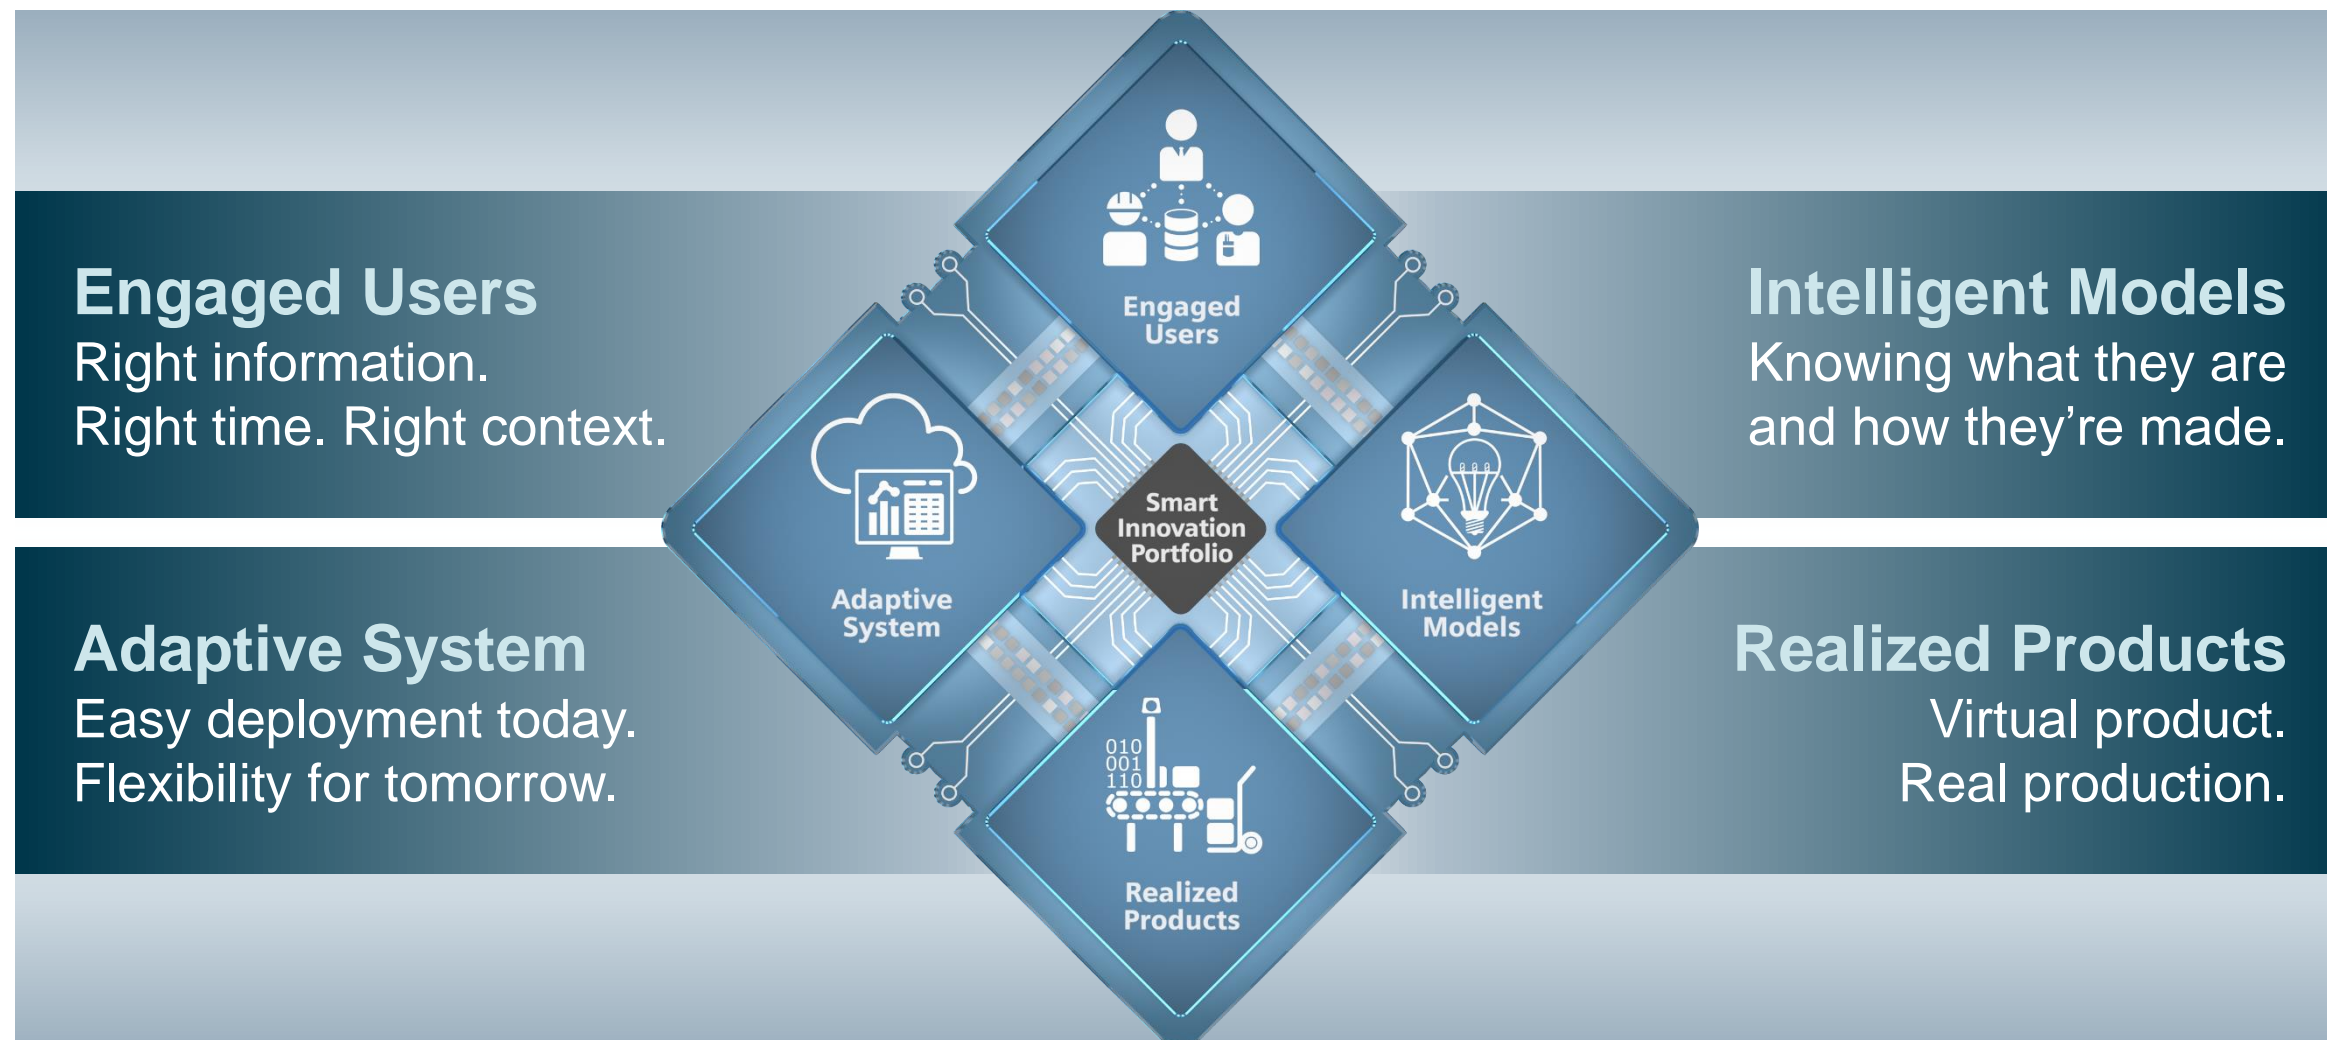 Engaged Users
Right information.
Right time. Right context.
Adaptive System
Easy deployment today.
Flexibility for tomorrow.
Engaged
Users
Adaptive
System
Smart
Innovation
Portfolio
Intelligent
Models
010
001
110
Realized
Products
Intelligent Models
Knowing what they are
and how they’re made.
Realized Products
Virtual product.
Real production.